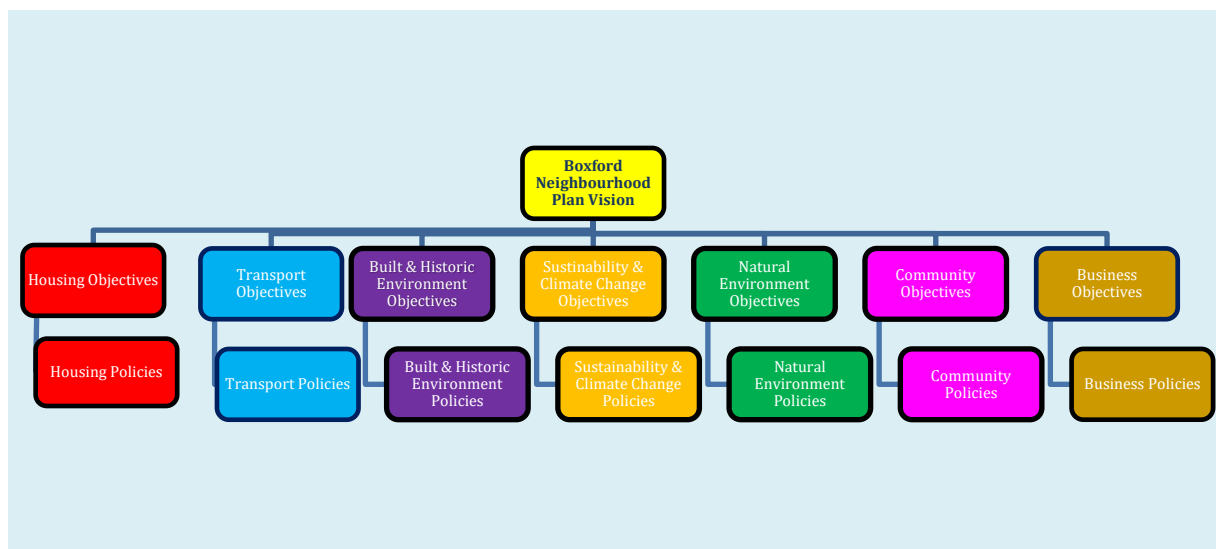 Boxford
Neighbourhood
Plan Vision
Housing Objectives
Transport
Objectives
Built & Historic
Environment
Objectives
Sustinability &
Climate Change
Objectives
Natural
Environment
Objectives
Community
Objectives
Business
Objectives
Housing Policies
Transport Policies
Built & Historic
Environment
Policies
Sustainability &
Climate Change
Policies
Natural
Environment
Policies
Community
Policies
Business Policies